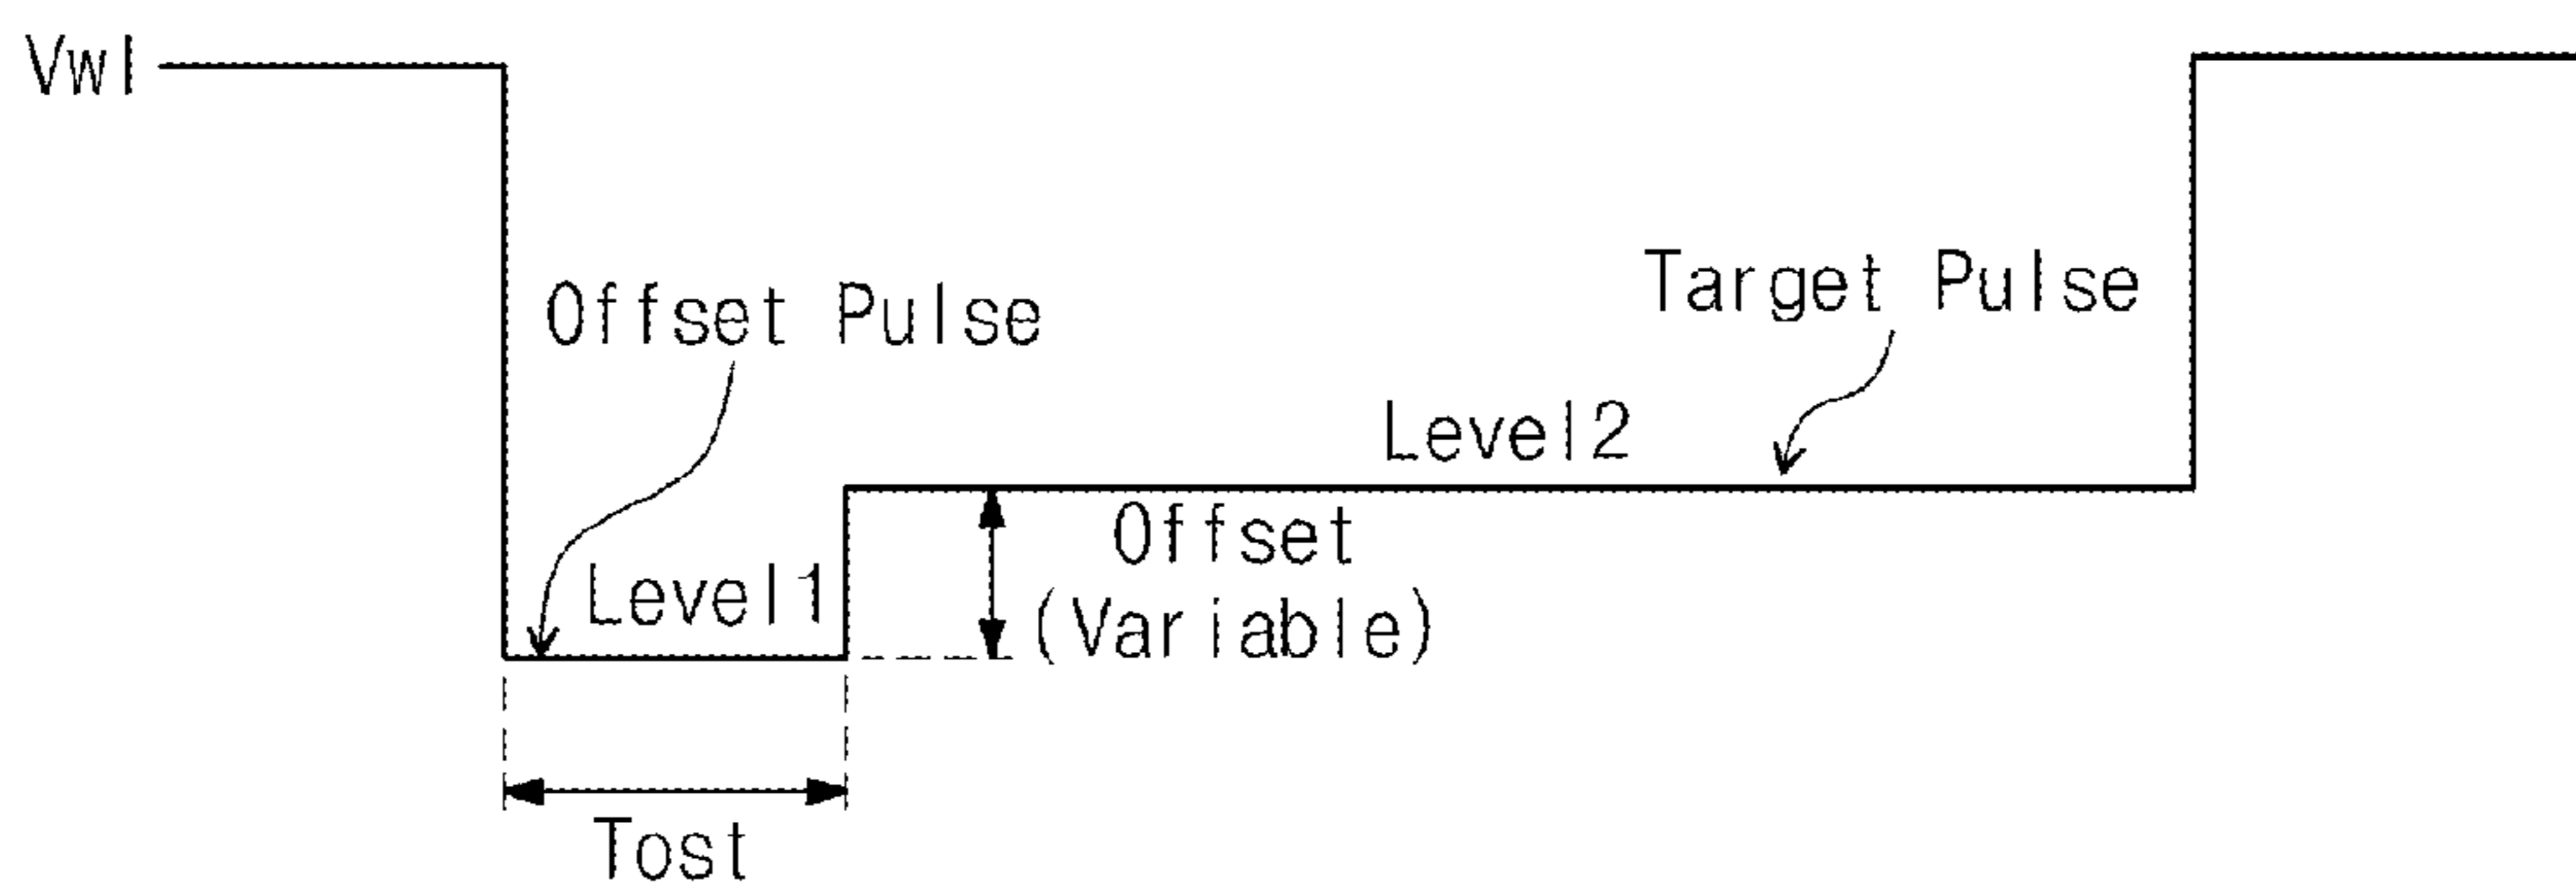 Vwl
Offset Pulse
Target Pulse
Level2
Offset
(Variable)
Level1
Tost